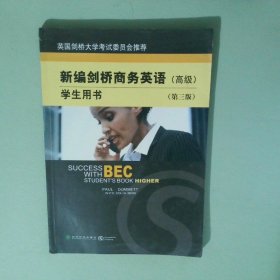 英国剑桥大学考试委员会推荐
新编剑桥商务英语（高级）
学生用书
（第三版）
SUCCESS
WITH BEC
STUDENT'S BOOK HIGHER
PAUL DUMMETT